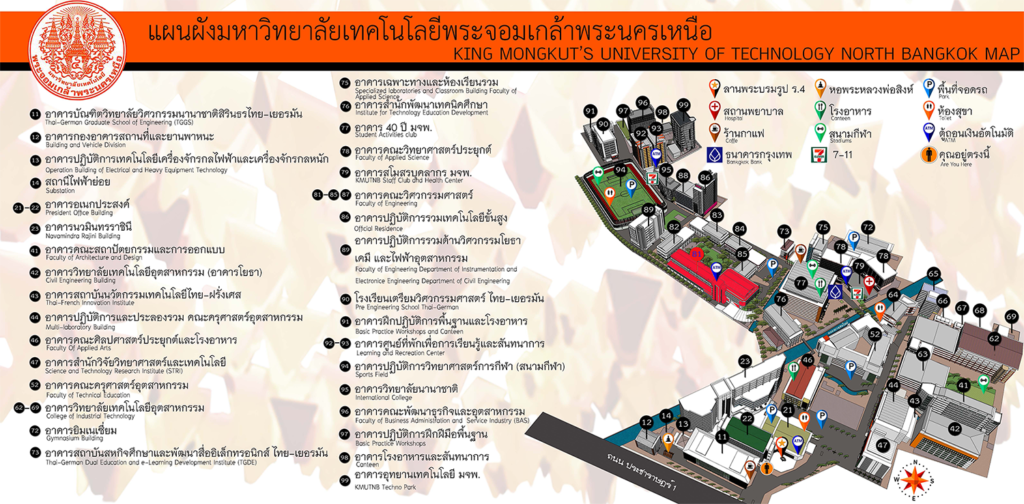 แผนผังมหาวิทยาลัยเทคโนโลยีพระจอมเกล้าพระนครเหนือ
KING MONGKUT'S UNIVERSITY OF TECHNOLOGY NORTH BANGKOK MAP
11 อาคารบัณฑิตวิทยาลัยวิศวกรรมนานาชาติสิรินธรไทย-เยอรมัน
Thai-German Graduate School of Engineering (TGGS)
12 อาคารกองอาคารสถานที่และยานพาหนะ
Building and Vehicle Division
13 อาคารปฏิบัติการเทคโนโลยีเครื่องจักรกลไฟฟ้าและเครื่องจักรกลหนัก
Operation Building of Electrical and Heavy Equipment Technology
14 สถานีไฟฟ้าย่อย
Substation
21-22 อาคารอเนกประสงค์
President Office Building
23 อาคารนวมินทรราชินี
Navamindra Rajini Building
41 อาคารคณะสถาปัตยกรรมและการออกแบบ
Faculty of Architecture and Design
42 อาคารวิทยาลัยเทคโนโลยีอุตสาหกรรม (อาคารโยธา)
Civil Engineering Building
43 อาคารสถาบันนวัตกรรมเทคโนโลยีไทย-ฝรั่งเศส
Thai-French Innovation Institute
44 อาคารปฏิบัติการและประลองรวม คณะครุศาสตร์อุตสาหกรรม
Multi-laboratory Building
46 อาคารคณะศิลปศาสตร์ประยุกต์และโรงอาหาร
Faculty Of Applied Arts
47 อาคารสำนักวิจัยวิทยาศาสตร์และเทคโนโลยี
Science and Technology Research Institute (STRI)
52 อาคารคณะครุศาสตร์อุตสาหกรรม
Faculty of Technical Education
62-69 อาคารวิทยาลัยเทคโนโลยีอุตสาหกรรม
College of Industrial Technology
72 อาคารยิมเนเซี่ยม
Gymnasium Building
73 อาคารสถาบันสหกิจศึกษาและพัฒนาสื่ออิเล็กทรอนิกส์ ไทย-เยอรมัน
Thai-German Dual Education and e-Learning Development Institute (TGDE)
75 อาคารเฉพาะทางและห้องเรียนรวม
Specialized laboratories and Classroom Building Faculty of
Applied Science
76 อาคารสำนักพัฒนาเทคนิคศึกษา
Institute for Technology Education Development
77 อาคาร 40 ปี มจพ.
Student Activities Club
78 อาคารคณะวิทยาศาสตร์ประยุกต์
Faculty of Applied Science
79 อาคารสโมสรบุคลากร มจพ.
KMUTNB Staff Club and Health Center
81-85 87 อาคารคณะวิศวกรรมศาสตร์
Faculty of Engineering
86 อาคารปฏิบัติการรวมเทคโนโลยีขั้นสูง
Official Residence
89 อาคารปฏิบัติการรวมด้านวิศวกรรมโยธา
เคมี และไฟฟ้าอุตสาหกรรม
Faculty of Engineering Department of Instrumentation and
Electronice Engineering Department of Civil Engineering
90 โรงเรียนเตรียมวิศวกรรมศาสตร์ ไทย-เยอรมัน
Pre Engineering School Thai-German
91 อาคารฝึกปฏิบัติการพื้นฐานและโรงอาหาร
Basic Practice Workshops and Canteen
92-93 อาคารศูนย์ที่พักเพื่อการเรียนรู้และสันทนาการ
Learning and Recreation Center
94 อาคารปฏิบัติการวิทยาศาสตร์การกีฬา (สนามกีฬา)
Sports Field
95 อาคารวิทยาลัยนานาชาติ
International College
96 อาคารคณะพัฒนาธุรกิจและอุตสาหกรรม
Faculty of Business Administration and Service Industry (BAS)
97 อาคารปฏิบัติการฝึกฝีมือพื้นฐาน
Basic Practice Workshops
98 อาคารโรงอาหารและสันทนาการ
Canteen
99 อาคารอุทยานเทคโนโลยี มจพ.
KMUTNB Techno Park
ลานพระบรมรูป ร.4
หอพระหลวงพ่อสิงห์
พื้นที่จอดรถ
Park
สถานพยาบาล
Hospital
โรงอาหาร
Canteen
ห้องสุขา
Toilet
ร้านกาแฟ
สนามกีฬา
Stadiums
ตู้ถอนเงินอัตโนมัติ
ATM
ธนาคารกรุงเทพ
Bangkok Bank
7-11
คุณอยู่ตรงนี้
Are You Here
ถนน ประชาราษฎร์ 1